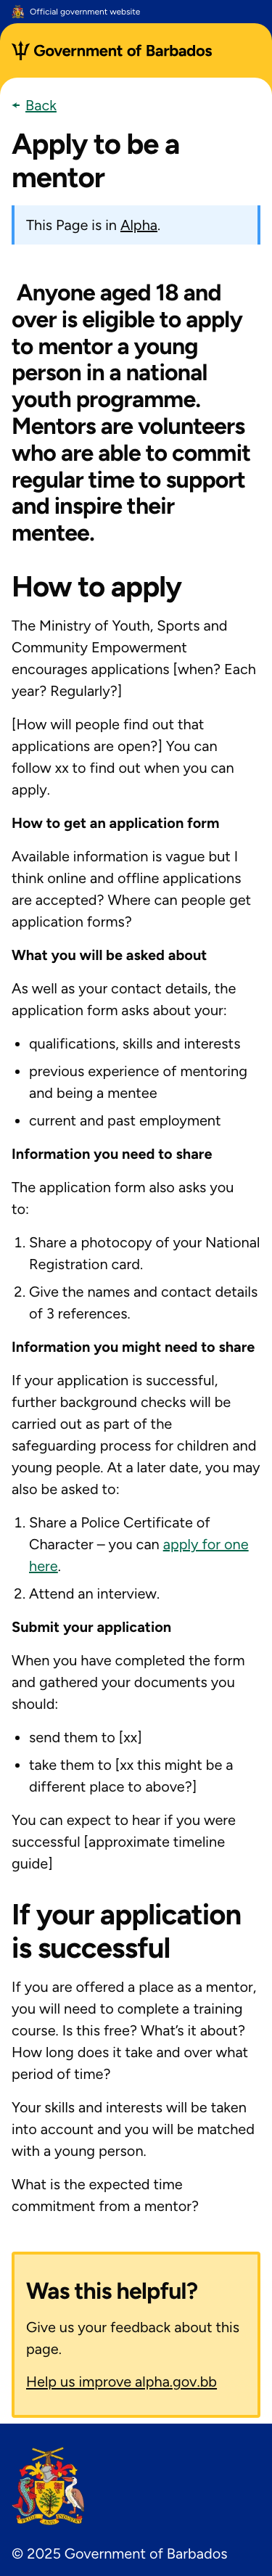 Official government website
Government of Barbados
← Back
Apply to be a
mentor
This Page is in Alpha.
Anyone aged 18 and
over is eligible to apply
to mentor a young
person in a national
youth programme.
Mentors are volunteers
who are able to commit
regular time to support
and inspire their
mentee.
How to apply
The Ministry of Youth, Sports and
Community Empowerment
encourages applications [when? Each
year? Regularly?]
[How will people find out that
applications are open?] You can
follow xx to find out when you can
apply.
How to get an application form
Available information is vague but I
think online and offline applications
are accepted? Where can people get
application forms?
What you will be asked about
As well as your contact details, the
application form asks about your:
• qualifications, skills and interests
• previous experience of mentoring
and being a mentee
• current and past employment
Information you need to share
The application form also asks you
to:
1. Share a photocopy of your National
Registration card.
2. Give the names and contact details
of 3 references.
Information you might need to share
If your application is successful,
further background checks will be
carried out as part of the
safeguarding process for children and
young people. At a later date, you may
also be asked to:
1. Share a Police Certificate of
Character – you can apply for one
here.
2. Attend an interview.
Submit your application
When you have completed the form
and gathered your documents you
should:
• send them to [xx]
• take them to [xx this might be a
different place to above?]
You can expect to hear if you were
successful [approximate timeline
guide]
If your application
is successful
If you are offered a place as a mentor,
you will need to complete a training
course. Is this free? What’s it about?
How long does it take and over what
period of time?
Your skills and interests will be taken
into account and you will be matched
with a young person.
What is the expected time
commitment from a mentor?
Was this helpful?
Give us your feedback about this
page.
Help us improve alpha.gov.bb
PRIDE AND INDUSTRY
© 2025 Government of Barbados